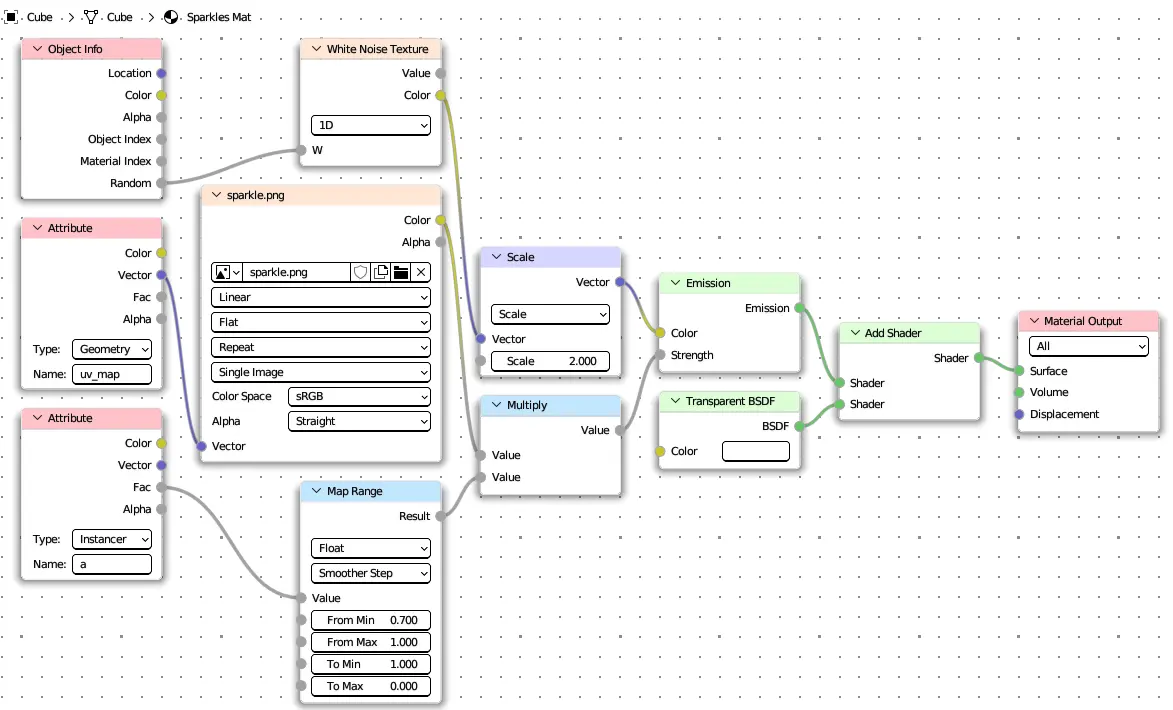 Cube > Cube > Sparkles Mat
Object Info
Location
Color
Alpha
Object Index
Material Index
Random
White Noise Texture
Value
Color
1D
W
Attribute
Color
Vector
Fac
Alpha
Type: Geometry
Name: uv_map
sparkle.png
Color
Alpha
sparkle.png
Linear
Flat
Repeat
Single Image
Color Space sRGB
Alpha Straight
Vector
Attribute
Color
Vector
Fac
Alpha
Type: Instancer
Name: a
Map Range
Result
Float
Smoother Step
Value
From Min 0.700
From Max 1.000
To Min 1.000
To Max 0.000
Scale
Vector
Scale
Vector
Scale 2.000
Multiply
Value
Value
Value
Emission
Emission
Color
Strength
Transparent BSDF
BSDF
Color
Add Shader
Shader
Shader
Shader
Material Output
All
Surface
Volume
Displacement